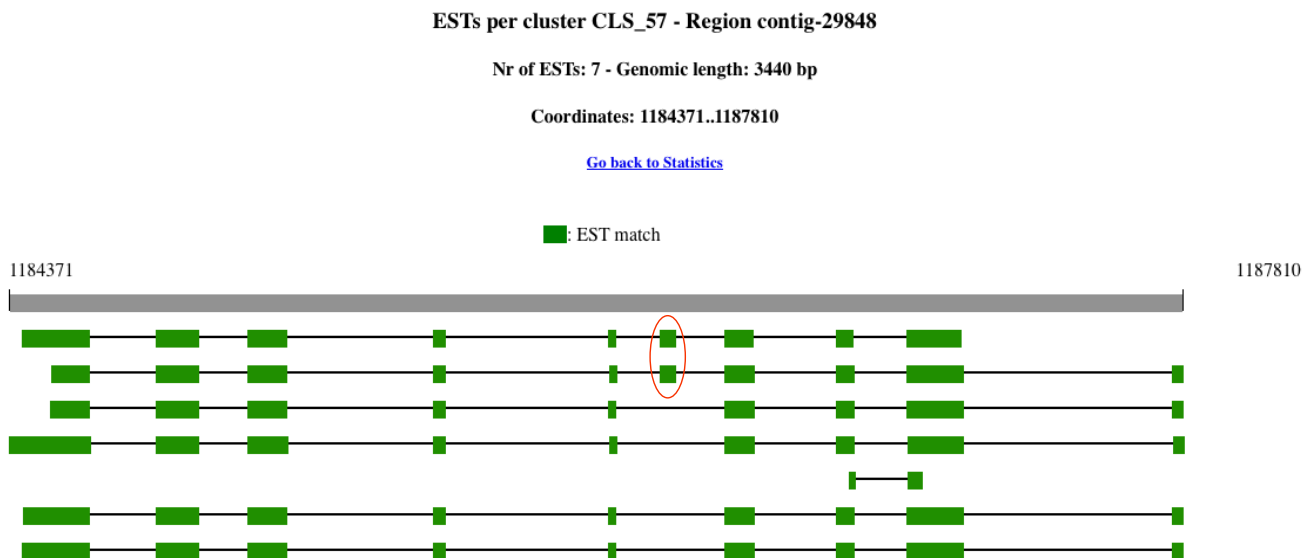 ESTs per cluster CLS_57 - Region contig-29848
Nr of ESTs: 7 - Genomic length: 3440 bp
Coordinates: 1184371..1187810
Go back to Statistics
: EST match
1184371 1187810